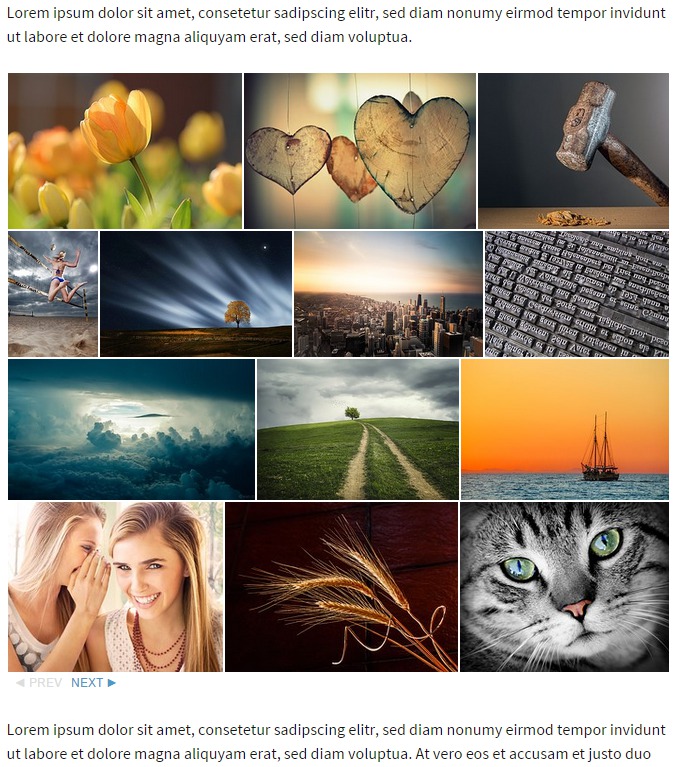 Lorem ipsum dolor sit amet, consetetur sadipscing elitr, sed diam nonumy eirmod tempor invidunt
ut labore et dolore magna aliquyam erat, sed diam voluptua.
◀ PREV NEXT ▶
Lorem ipsum dolor sit amet, consetetur sadipscing elitr, sed diam nonumy eirmod tempor invidunt
ut labore et dolore magna aliquyam erat, sed diam voluptua. At vero eos et accusam et justo duo